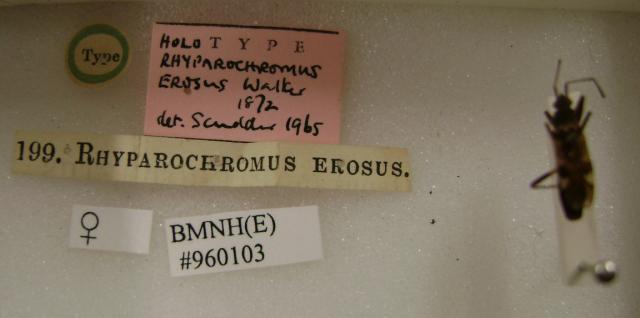 Type
HOLOTYPE
RHYPAROCHROMUS
EROSUS Walker
1872
det. Scudder 1965
199. RHYPAROCHROMUS EROSUS.
♀
BMNH(E)
#960103